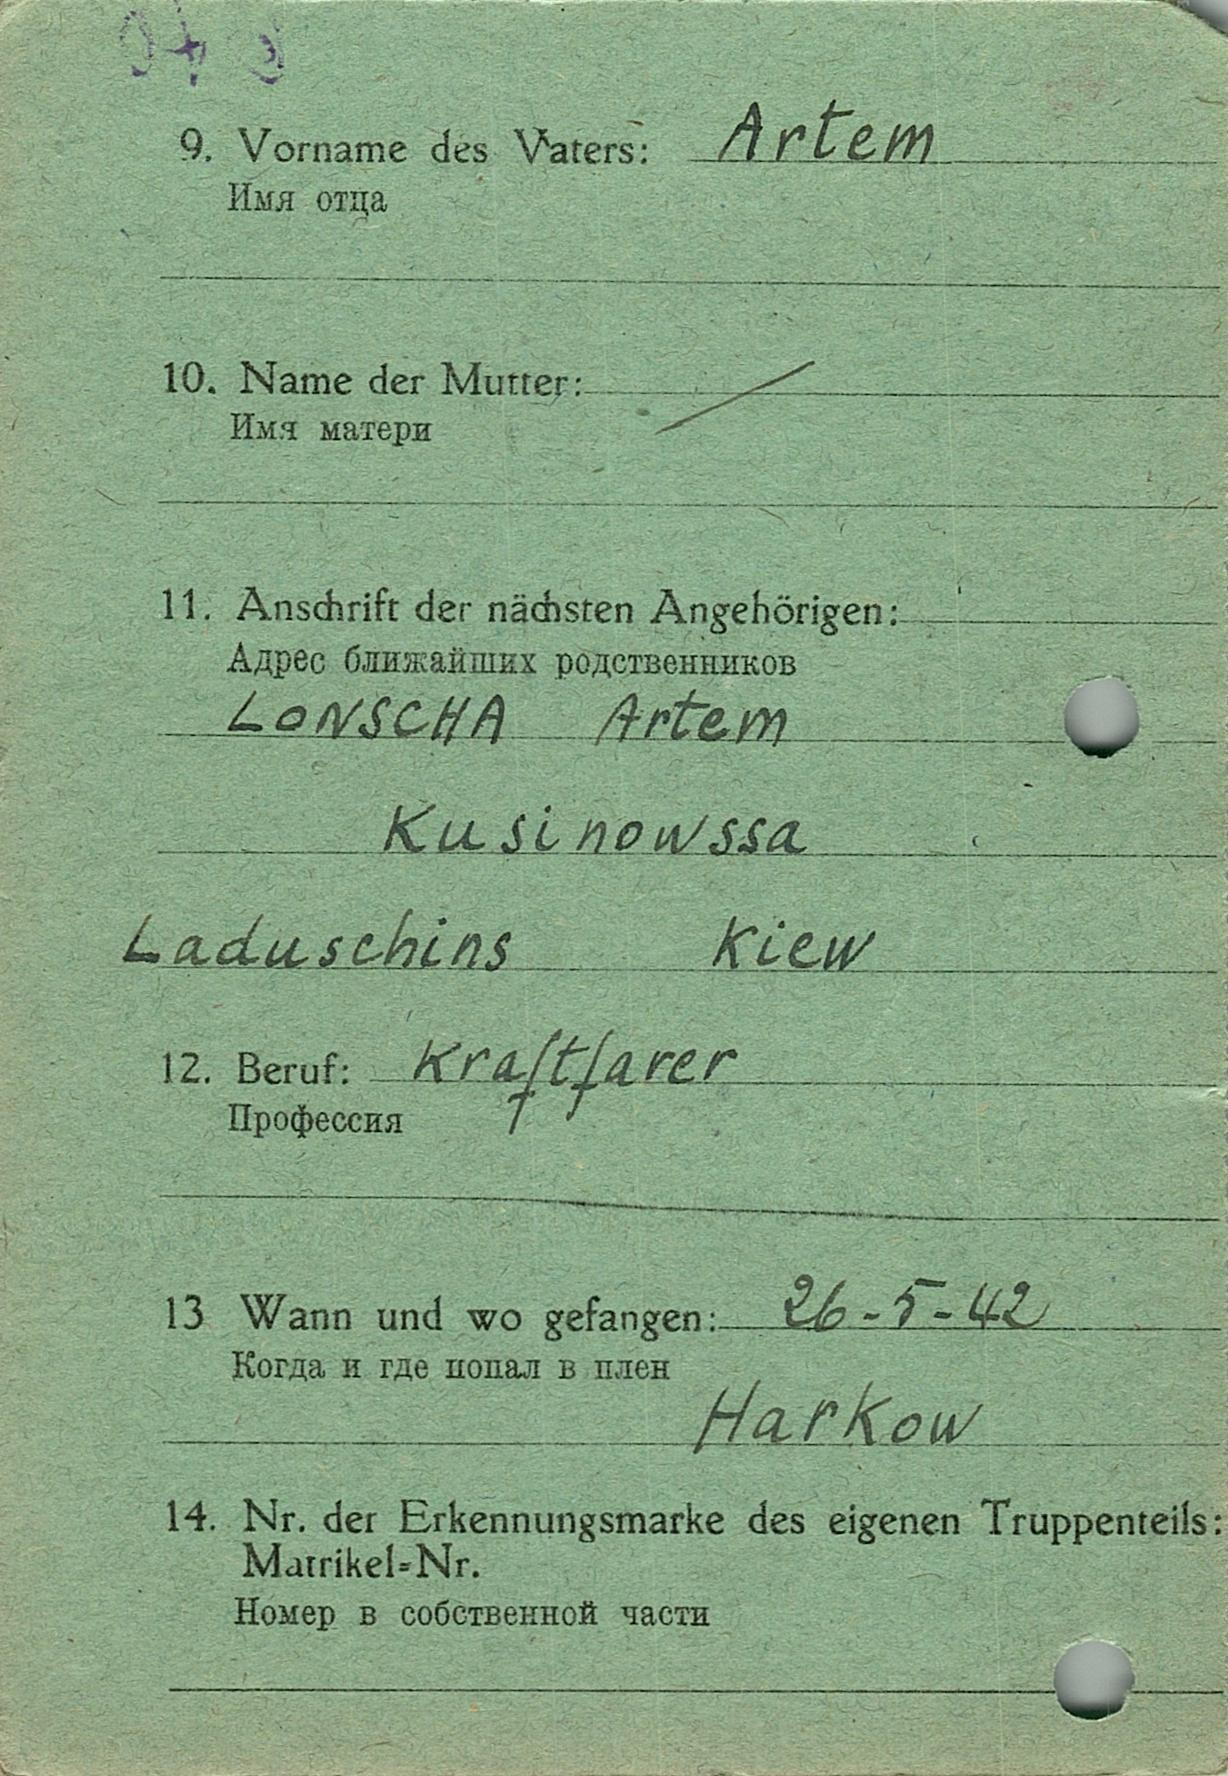 9. Vorname des Vaters: Artem
Имя отца
10. Name der Mutter:
Имя матери
11. Anschrift der nächsten Angehörigen:
Адрес ближайших родственников
LONSCHA Artem
Kusinowssa
Laduschins Kiew
12. Beruf: Kraftfarer
Профессия
13 Wann und wo gefangen: 26-5-42
Когда и где попал в плен
Harkow
14. Nr. der Erkennungsmarke des eigenen Truppenteils:
Matrikel=Nr.
Номер в собственной части